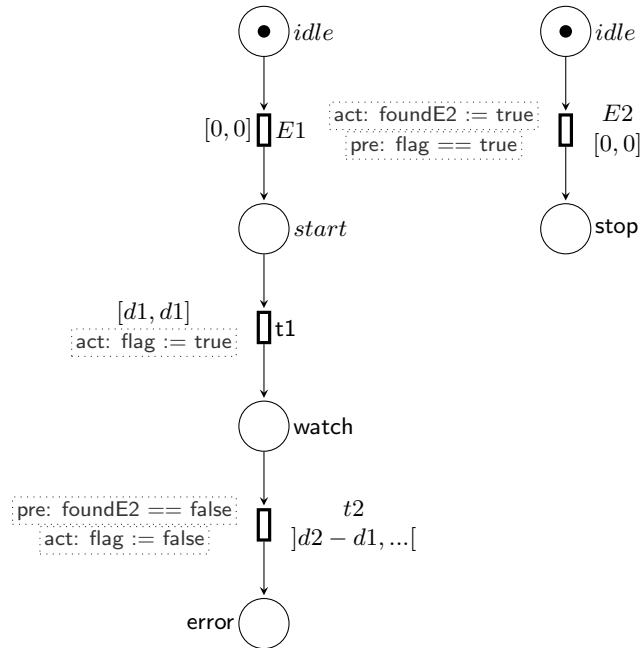 idle
idle
[0, 0]
E1
act: foundE2 := true
pre: flag == true
E2
[0, 0]
start
stop
[d1, d1]
act: flag := true
t1
watch
pre: foundE2 == false
act: flag := false
t2
]d2 − d1, ...[
error